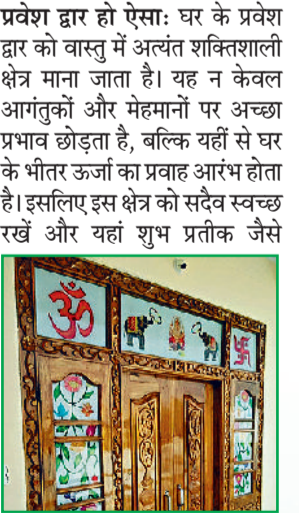 प्रवेश द्वार हो ऐसा: घर के प्रवेश
द्वार को वास्तु में अत्यंत शक्तिशाली
क्षेत्र माना जाता है। यह न केवल
आगंतुकों और मेहमानों पर अच्छा
प्रभाव छोड़ता है, बल्कि यहीं से घर
के भीतर ऊर्जा का प्रवाह आरंभ होता
है। इसलिए इस क्षेत्र को सदैव स्वच्छ
रखें और यहां शुभ प्रतीक जैसे
ॐ